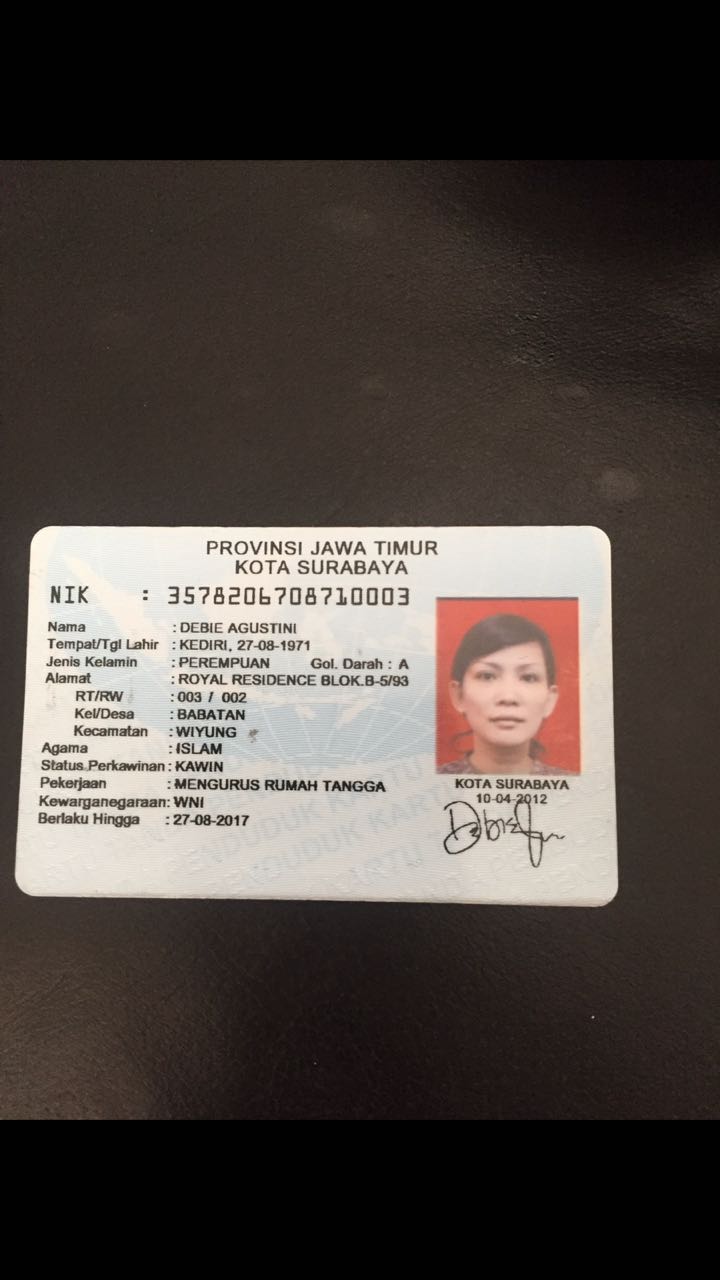 PROVINSI JAWA TIMUR
KOTA SURABAYA
NIK : 3578206708710003
Nama : DEBIE AGUSTINI
Tempat/Tgl Lahir : KEDIRI, 27-08-1971
Jenis Kelamin : PEREMPUAN Gol. Darah : A
Alamat : ROYAL RESIDENCE BLOK.B-5/93
RT/RW : 003 / 002
Kel/Desa : BABATAN
Kecamatan : WIYUNG
Agama : ISLAM
Status Perkawinan : KAWIN
Pekerjaan : MENGURUS RUMAH TANGGA
Kewarganegaraan: WNI
Berlaku Hingga : 27-08-2017
KOTA SURABAYA
10-04-2012